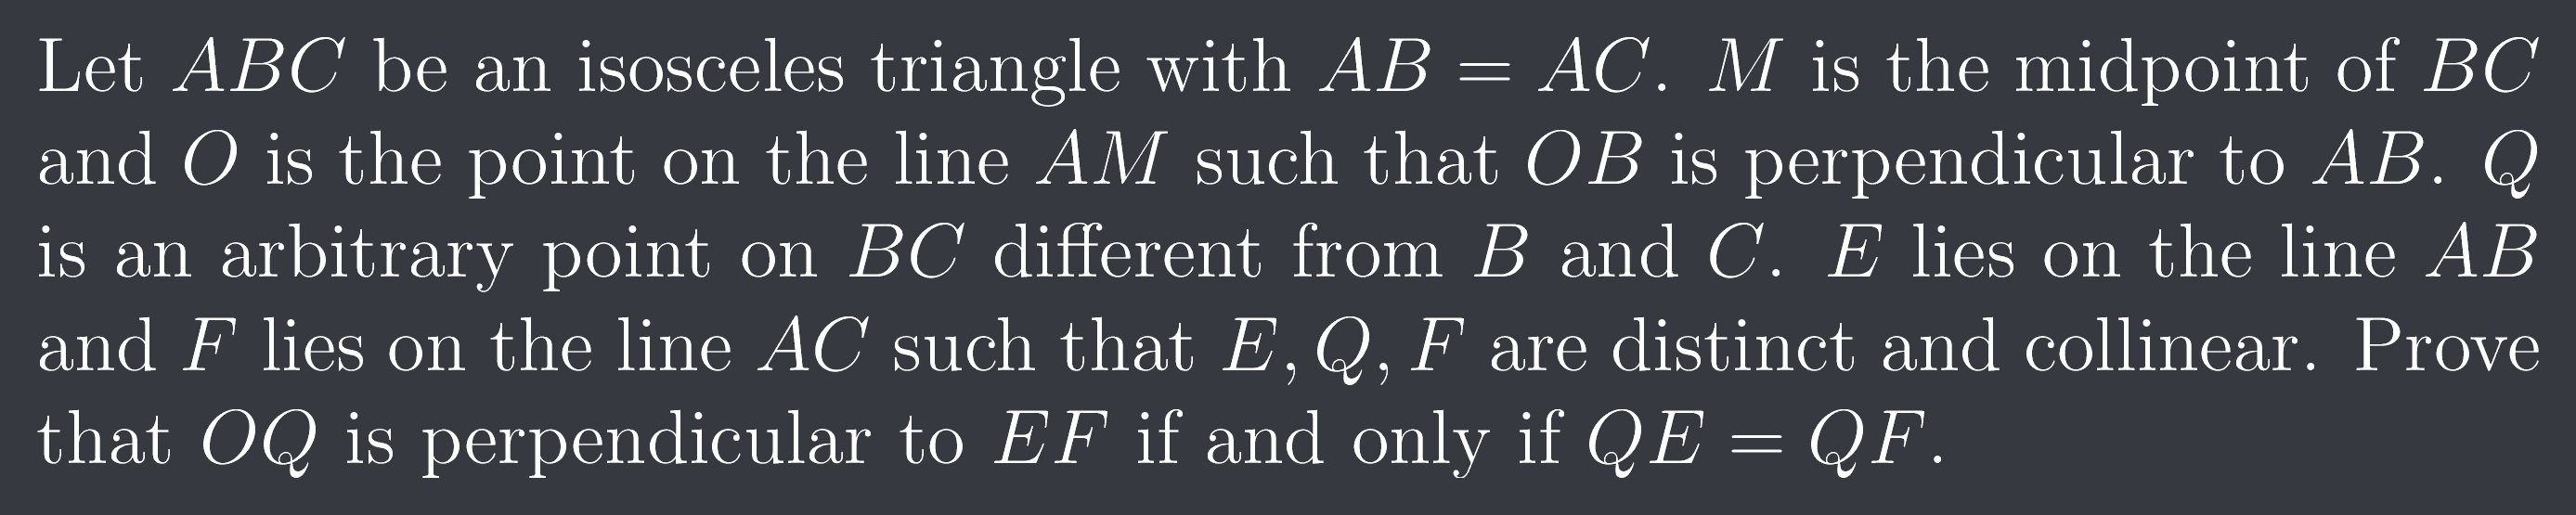 Let ABC be an isosceles triangle with AB = AC. M is the midpoint of BC
and O is the point on the line AM such that OB is perpendicular to AB. Q
is an arbitrary point on BC different from B and C. E lies on the line AB
and F lies on the line AC such that E, Q, F are distinct and collinear. Prove
that OQ is perpendicular to EF if and only if QE = QF.